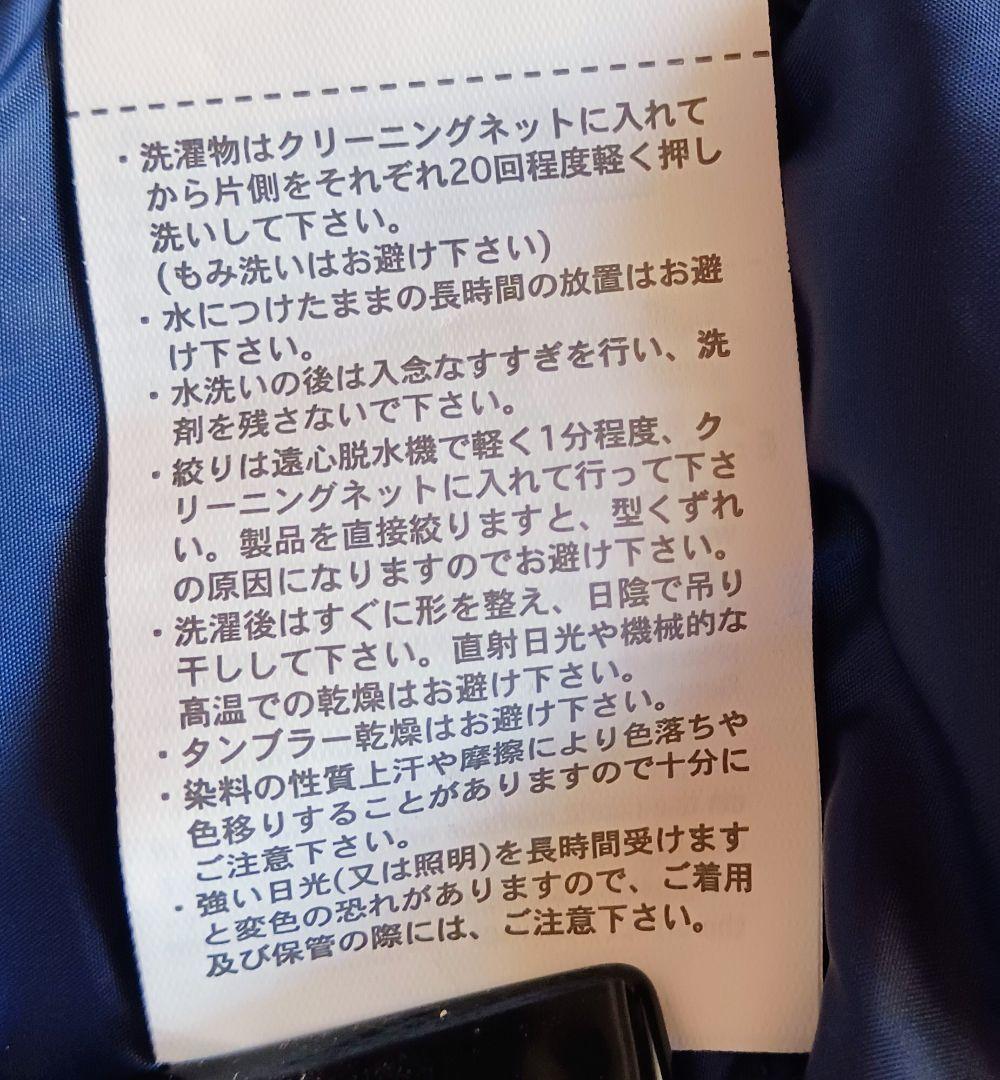 ・洗濯物はクリーニングネットに入れて
から片側をそれぞれ20回程度軽く押し
洗いして下さい。
(もみ洗いはお避け下さい)
・水につけたままの長時間の放置はお避
け下さい。
・水洗いの後は入念なすすぎを行い、洗
剤を残さないで下さい。
・絞りは遠心脱水機で軽く1分程度、ク
リーニングネットに入れて行って下さ
い。製品を直接絞りますと、型くずれ
の原因になりますのでお避け下さい。
・洗濯後はすぐに形を整え、日陰で吊り
干しして下さい。直射日光や機械的な
高温での乾燥はお避け下さい。
・タンブラー乾燥はお避け下さい。
・染料の性質上汗や摩擦により色落ちや
色移りすることがありますので十分に
ご注意下さい。
・強い日光(又は照明)を長時間受けます
と変色の恐れがありますので、ご着用
及び保管の際には、ご注意下さい。